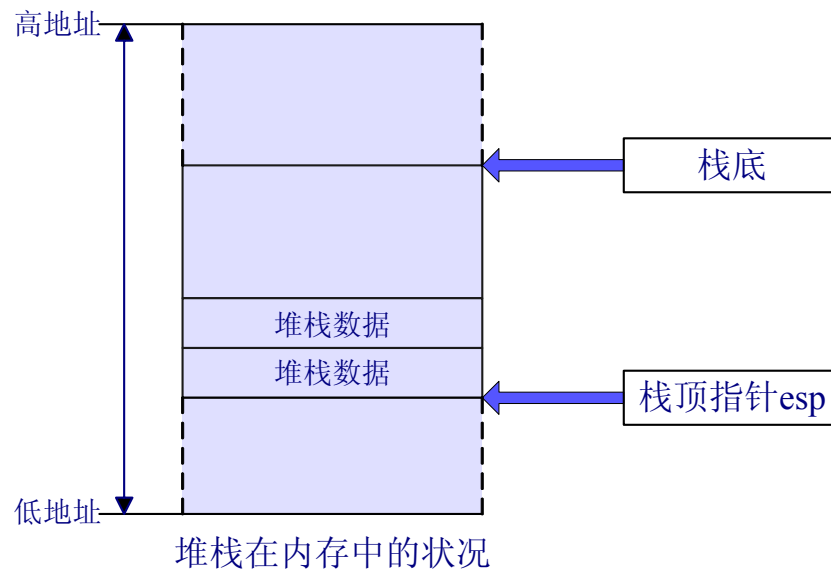 高地址
栈底
堆栈数据
堆栈数据
栈顶指针esp
低地址
堆栈在内存中的状况